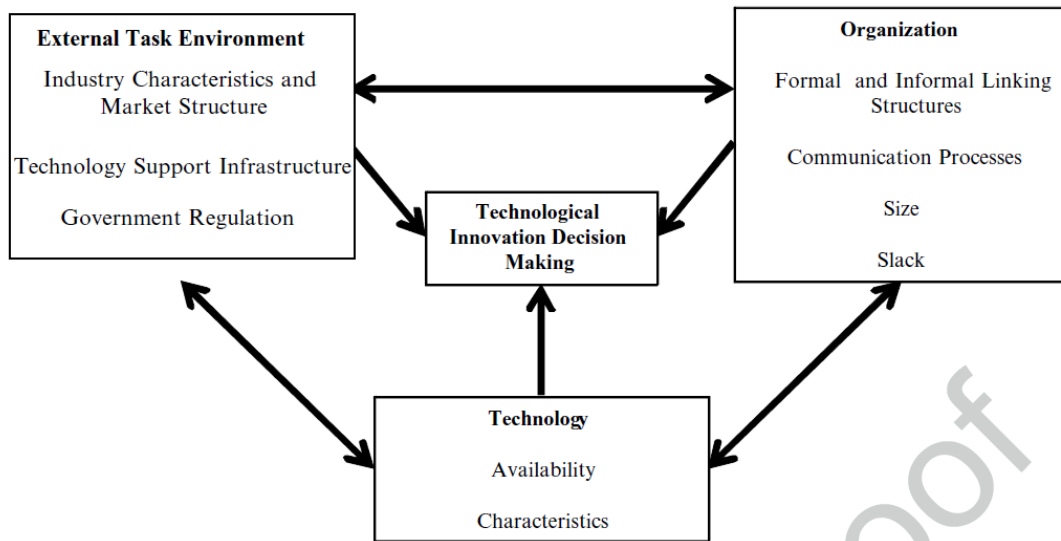 External Task Environment
Industry Characteristics and
Market Structure
Technology Support Infrastructure
Government Regulation
Organization
Formal and Informal Linking
Structures
Communication Processes
Size
Slack
Technological
Innovation Decision
Making
Technology
Availability
Characteristics